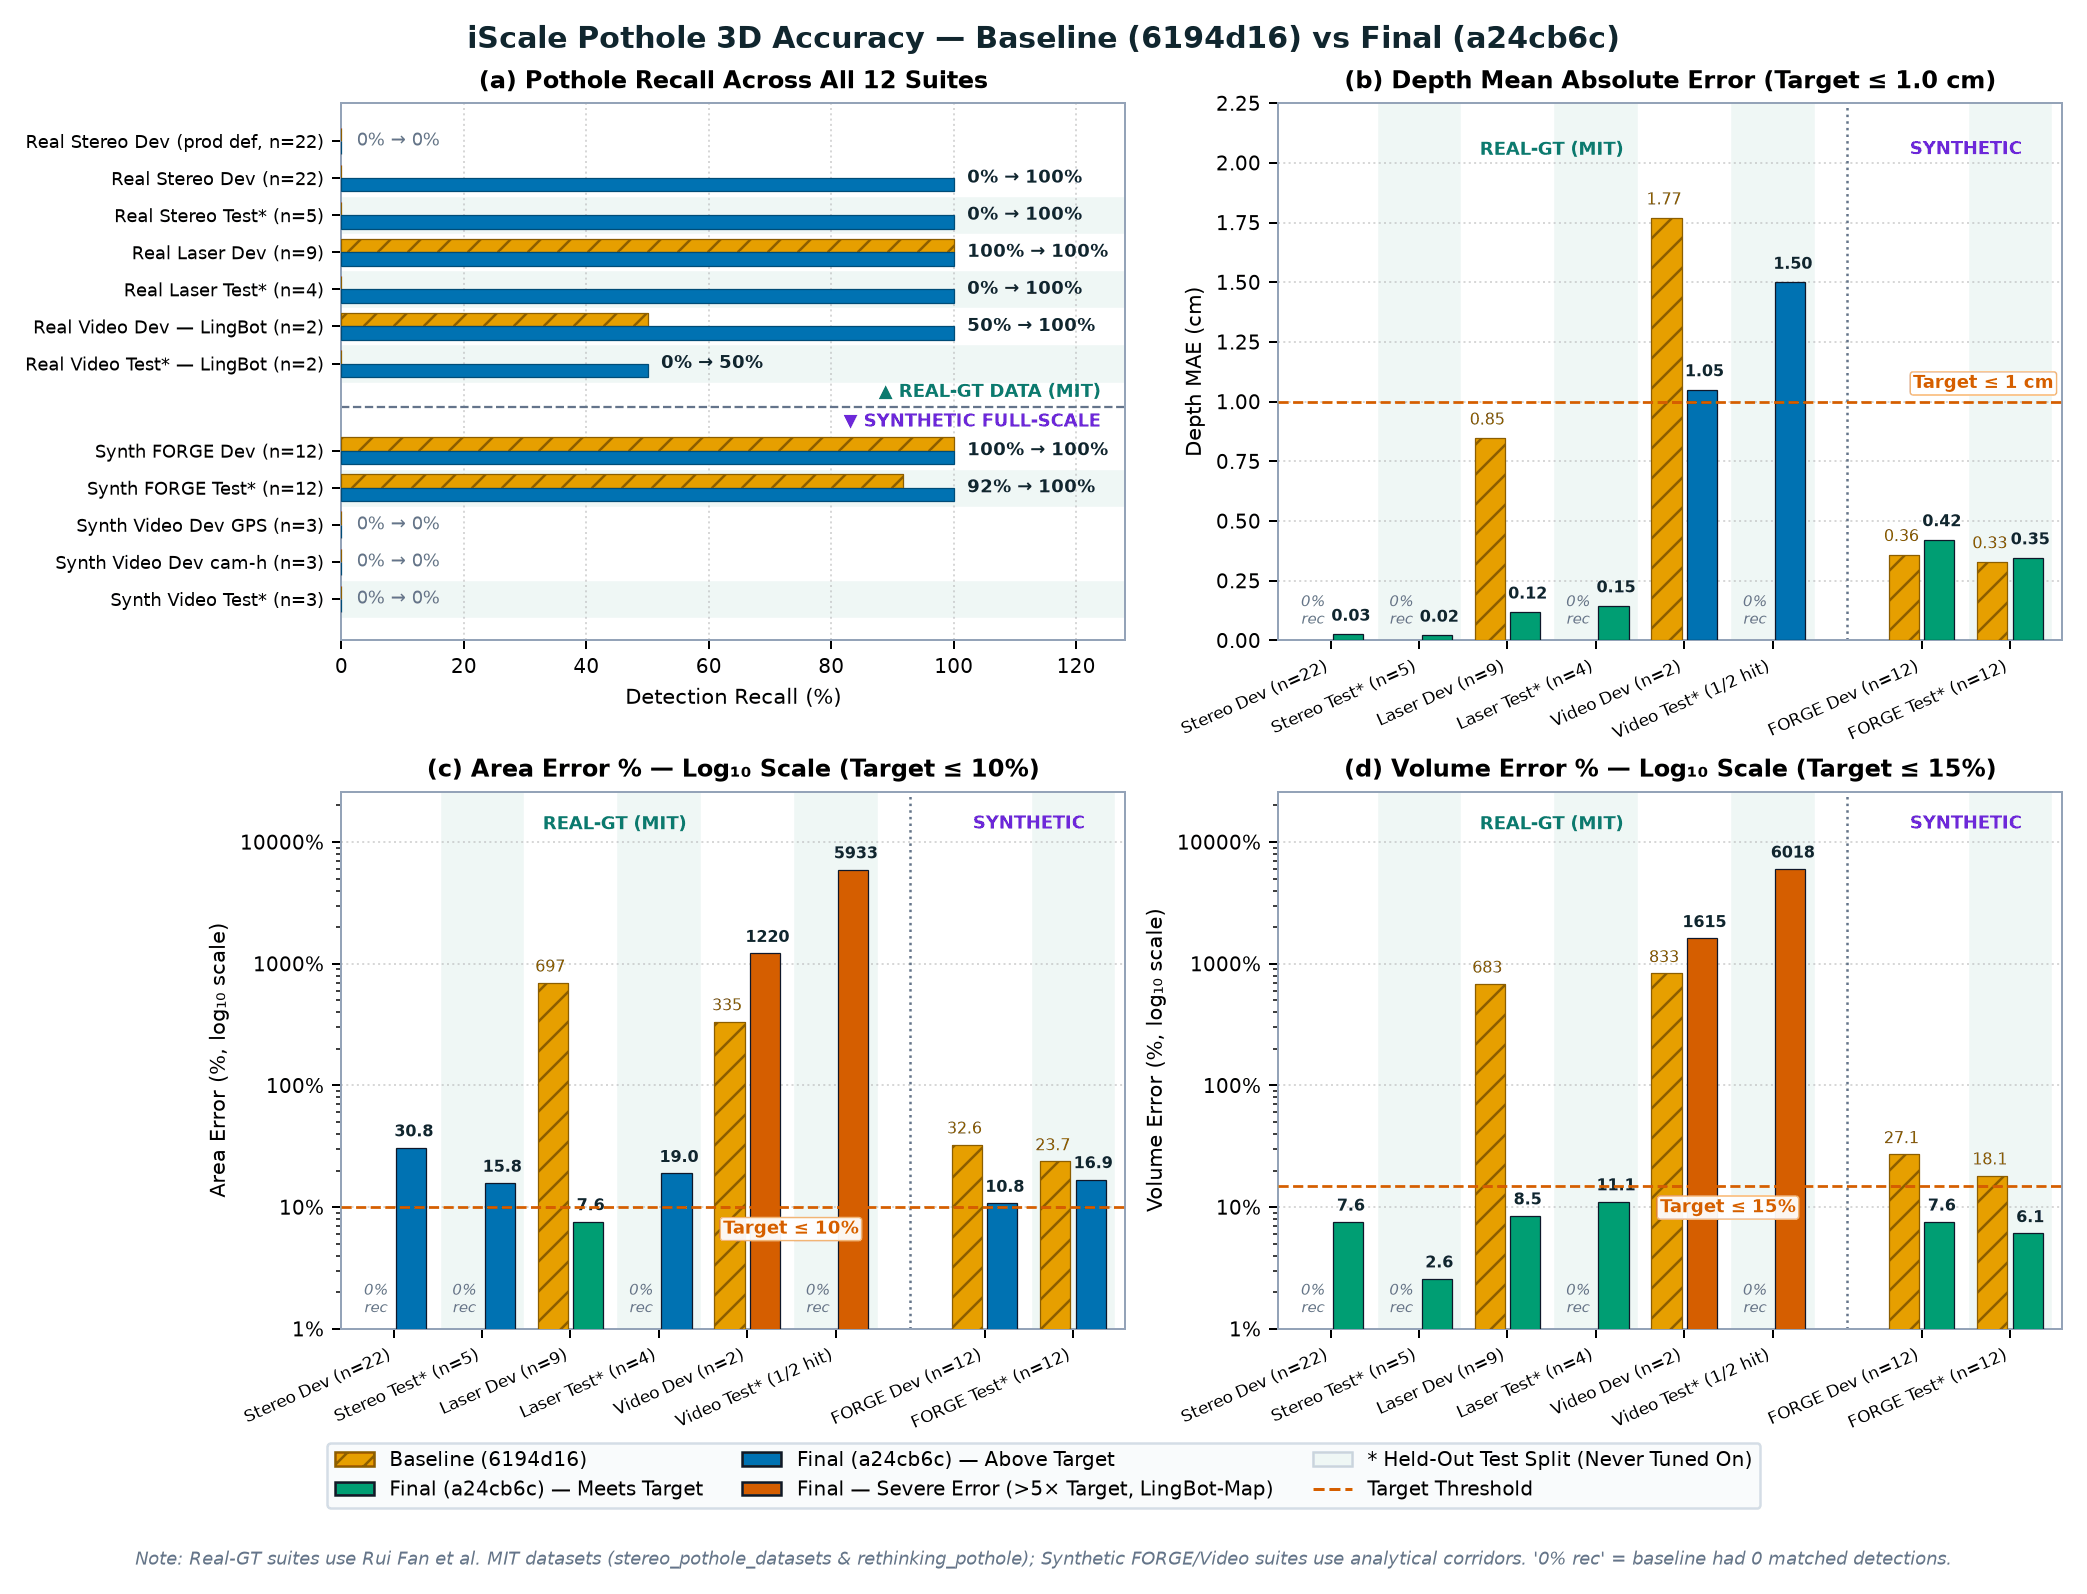 iScale Pothole 3D Accuracy — Baseline (6194d16) vs Final (a24cb6c)
(a) Pothole Recall Across All 12 Suites
Real Stereo Dev (prod def, n=22)
0% → 0%
Real Stereo Dev (n=22)
0% → 100%
Real Stereo Test* (n=5)
0% → 100%
Real Laser Dev (n=9)
100% → 100%
Real Laser Test* (n=4)
0% → 100%
Real Video Dev — LingBot (n=2)
50% → 100%
Real Video Test* — LingBot (n=2)
0% → 50%
▲ REAL-GT DATA (MIT)
▼ SYNTHETIC FULL-SCALE
Synth FORGE Dev (n=12)
100% → 100%
Synth FORGE Test* (n=12)
92% → 100%
Synth Video Dev GPS (n=3)
0% → 0%
Synth Video Dev cam-h (n=3)
0% → 0%
Synth Video Test* (n=3)
0% → 0%
0 20 40 60 80 100 120
Detection Recall (%)
(b) Depth Mean Absolute Error (Target ≤ 1.0 cm)
Depth MAE (cm)
2.25
2.00
1.75
1.50
1.25
1.00
0.75
0.50
0.25
0.00
REAL-GT (MIT)
SYNTHETIC
Target ≤ 1 cm
0%
rec
0.03
0%
rec
0.02
0.85
0.12
0%
rec
0.15
1.77
1.05
0%
rec
1.50
0.36
0.42
0.33
0.35
Stereo Dev (n=22)
Stereo Test* (n=5)
Laser Dev (n=9)
Laser Test* (n=4)
Video Dev (n=2)
Video Test* (1/2 hit)
FORGE Dev (n=12)
FORGE Test* (n=12)
(c) Area Error % — Log₁₀ Scale (Target ≤ 10%)
Area Error (%, log₁₀ scale)
10000%
1000%
100%
10%
1%
REAL-GT (MIT)
SYNTHETIC
Target ≤ 10%
0%
rec
30.8
0%
rec
15.8
697
7.6
0%
rec
19.0
335
1220
0%
rec
5933
32.6
10.8
23.7
16.9
Stereo Dev (n=22)
Stereo Test* (n=5)
Laser Dev (n=9)
Laser Test* (n=4)
Video Dev (n=2)
Video Test* (1/2 hit)
FORGE Dev (n=12)
FORGE Test* (n=12)
(d) Volume Error % — Log₁₀ Scale (Target ≤ 15%)
Volume Error (%, log₁₀ scale)
10000%
1000%
100%
10%
1%
REAL-GT (MIT)
SYNTHETIC
Target ≤ 15%
0%
rec
7.6
0%
rec
2.6
683
8.5
0%
rec
11.1
833
1615
0%
rec
6018
27.1
7.6
18.1
6.1
Stereo Dev (n=22)
Stereo Test* (n=5)
Laser Dev (n=9)
Laser Test* (n=4)
Video Dev (n=2)
Video Test* (1/2 hit)
FORGE Dev (n=12)
FORGE Test* (n=12)
Baseline (6194d16)
Final (a24cb6c) — Meets Target
Final (a24cb6c) — Above Target
Final — Severe Error (>5× Target, LingBot-Map)
* Held-Out Test Split (Never Tuned On)
Target Threshold
Note: Real-GT suites use Rui Fan et al. MIT datasets (stereo_pothole_datasets & rethinking_pothole); Synthetic FORGE/Video suites use analytical corridors. '0% rec' = baseline had 0 matched detections.